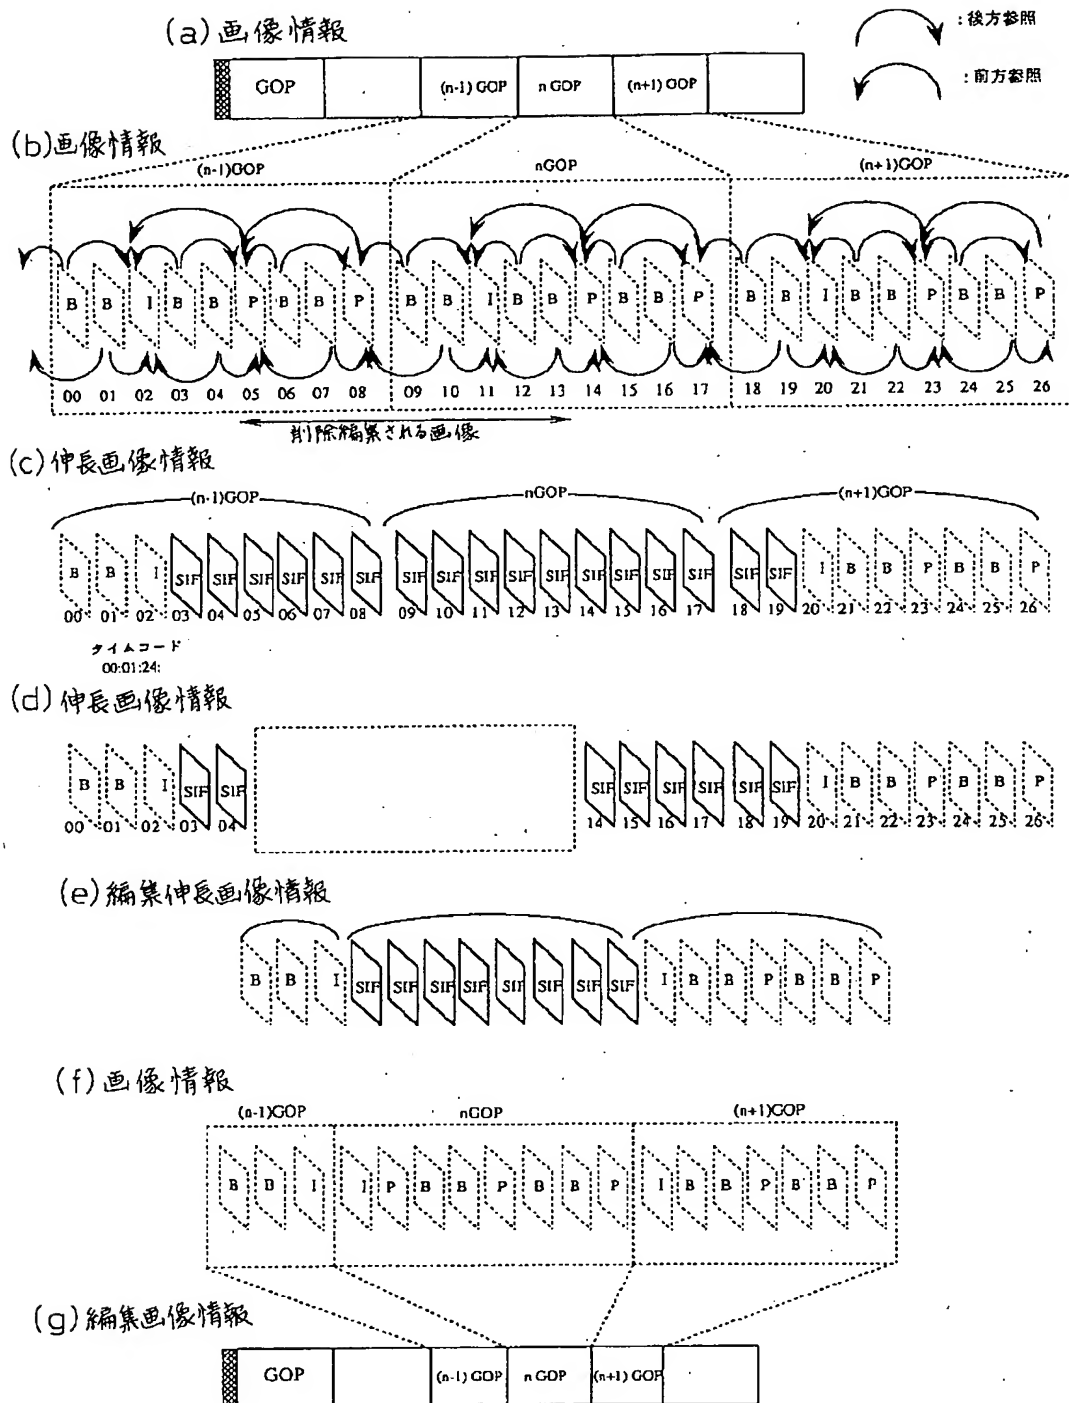 (a) 画像情報
: 後方参照
: 前方参照
GOP (n-1) GOP n GOP (n+1) GOP
(b) 画像情報
(n-1)GOP nGOP (n+1)GOP
B B I B B P B B P B B I B B P B B P B B I B B P B B P
00 01 02 03 04 05 06 07 08 09 10 11 12 13 14 15 16 17 18 19 20 21 22 23 24 25 26
削除編集される画像
(c) 伸長画像情報
(n-1)GOP nGOP (n+1)GOP
B B I SIF SIF SIF SIF SIF SIF SIF SIF SIF SIF SIF SIF SIF SIF SIF SIF SIF I B B P B B P
00 01 02 03 04 05 06 07 08 09 10 11 12 13 14 15 16 17 18 19 20 21 22 23 24 25 26
タイムコード
00:01:24:
(d) 伸長画像情報
B B I SIF SIF SIF SIF SIF SIF SIF SIF I B B P B B P
00 01 02 03 04 14 15 16 17 18 19 20 21 22 23 24 25 26
(e) 編集伸長画像情報
B B I SIF SIF SIF SIF SIF SIF SIF SIF I B B P B B P
(f) 画像情報
(n-1)GOP nGOP (n+1)GOP
B B I I P B B P B B P I B B P B B P
(g) 編集画像情報
GOP (n-1) GOP n GOP (n+1) GOP